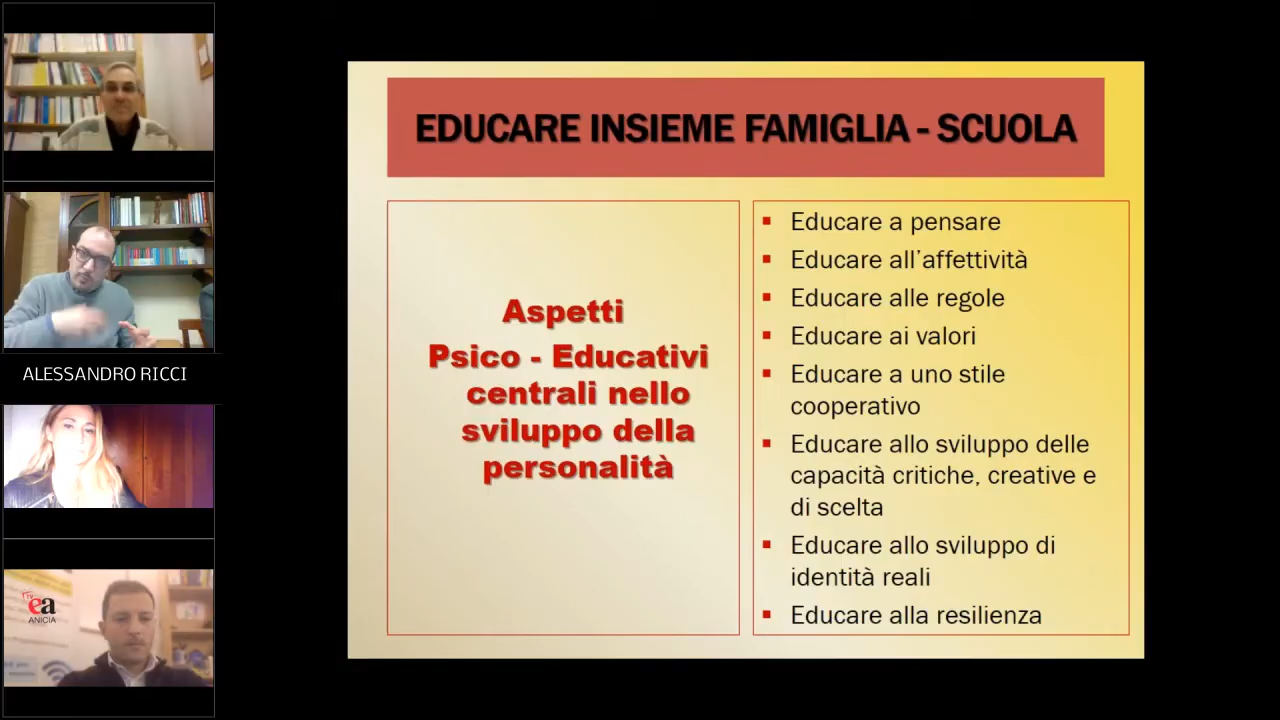 EDUCARE INSIEME FAMIGLIA - SCUOLA
Aspetti
Psico - Educativi
centrali nello
sviluppo della
personalità
Educare a pensare
Educare all'affettività
Educare alle regole
Educare ai valori
Educare a uno stile
cooperativo
Educare allo sviluppo delle
capacità critiche, creative e
di scelta
Educare allo sviluppo di
identità reali
Educare alla resilienza
ALESSANDRO RICCI
TV
ea
ANICIA